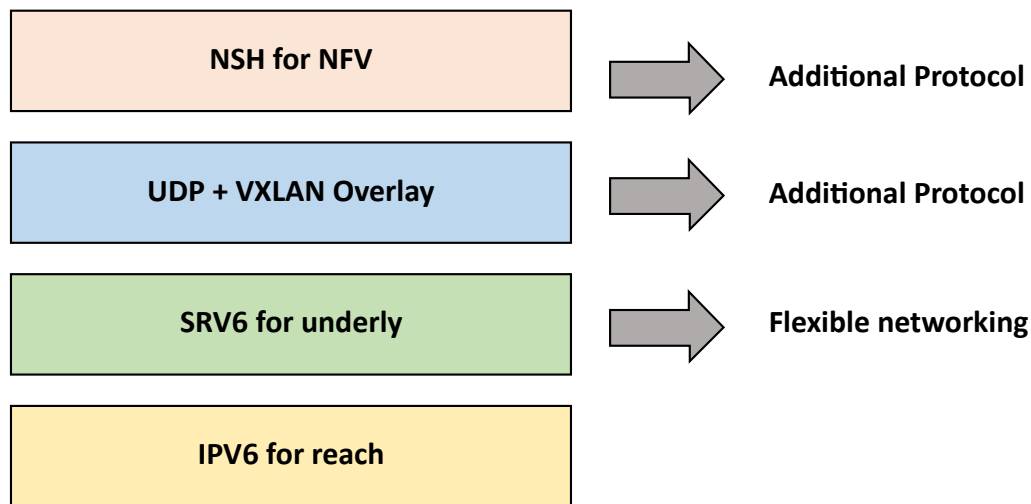 NSH for NFV
Additional Protocol
UDP + VXLAN Overlay
Additional Protocol
SRV6 for underly
Flexible networking
IPV6 for reach